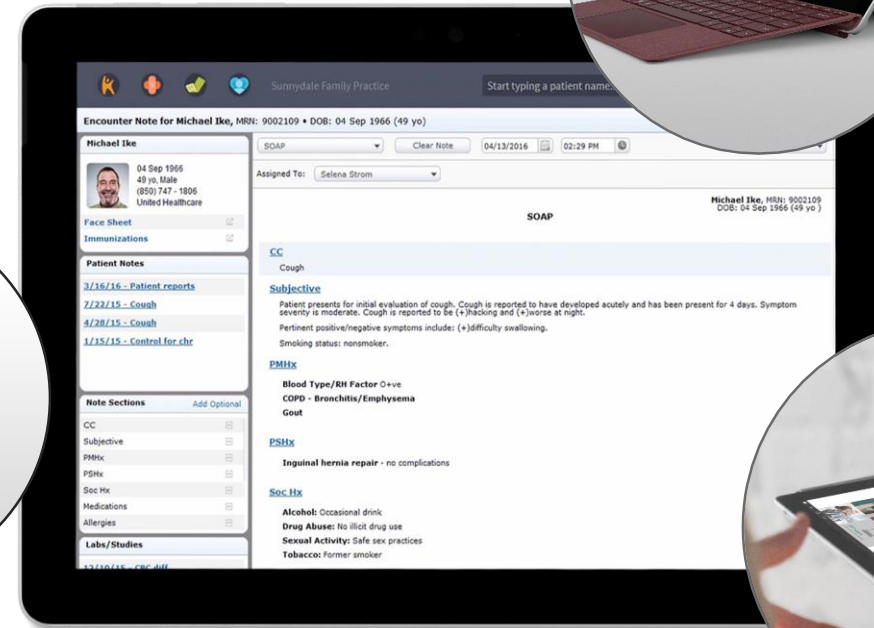 Sunnydale Family Practice
Start typing a patient name
Encounter Note for Michael Ike, MRN: 9002109 • DOB: 04 Sep 1966 (49 yo)
Michael Ike
04 Sep 1966
49 yo, Male
(850) 747 - 1806
United Healthcare
Face Sheet
Immunizations
Patient Notes
3/16/16 - Patient reports
7/22/15 - Cough
4/28/15 - Cough
1/15/15 - Control for chr
Note Sections Add Optional
CC
Subjective
PMHx
PSHx
Soc Hx
Medications
Allergies
Labs/Studies
12/10/15 - CBC diff
SOAP Clear Note 04/13/2016 02:29 PM
Assigned To: Selena Strom
Michael Ike, MRN: 9002109
DOB: 04 Sep 1966 (49 yo )
SOAP
CC
Cough
Subjective
Patient presents for initial evaluation of cough. Cough is reported to have developed acutely and has been present for 4 days. Symptom
severity is moderate. Cough is reported to be (+)hacking and (+)worse at night.
Pertinent positive/negative symptoms include: (+)difficulty swallowing.
Smoking status: nonsmoker.
PMHx
Blood Type/RH Factor O+ve
COPD - Bronchitis/Emphysema
Gout
PSHx
Inguinal hernia repair - no complications
Soc Hx
Alcohol: Occasional drink
Drug Abuse: No illicit drug use
Sexual Activity: Safe sex practices
Tobacco: Former smoker